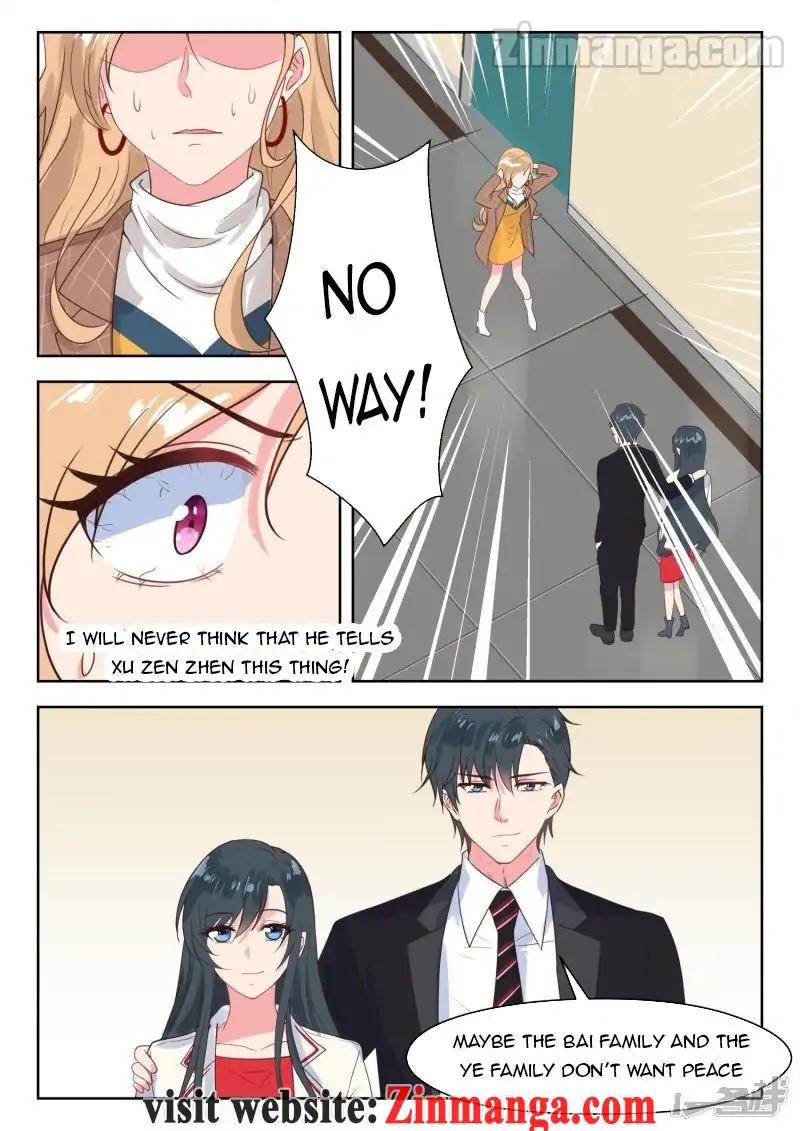 Zinmanga.com
NO
WAY!
I WILL NEVER THINK THAT HE TELLS
XU ZEN ZHEN THIS THING!
MAYBE THE BAI FAMILY AND THE
YE FAMILY DON'T WANT PEACE
visit website: Zinmanga.com